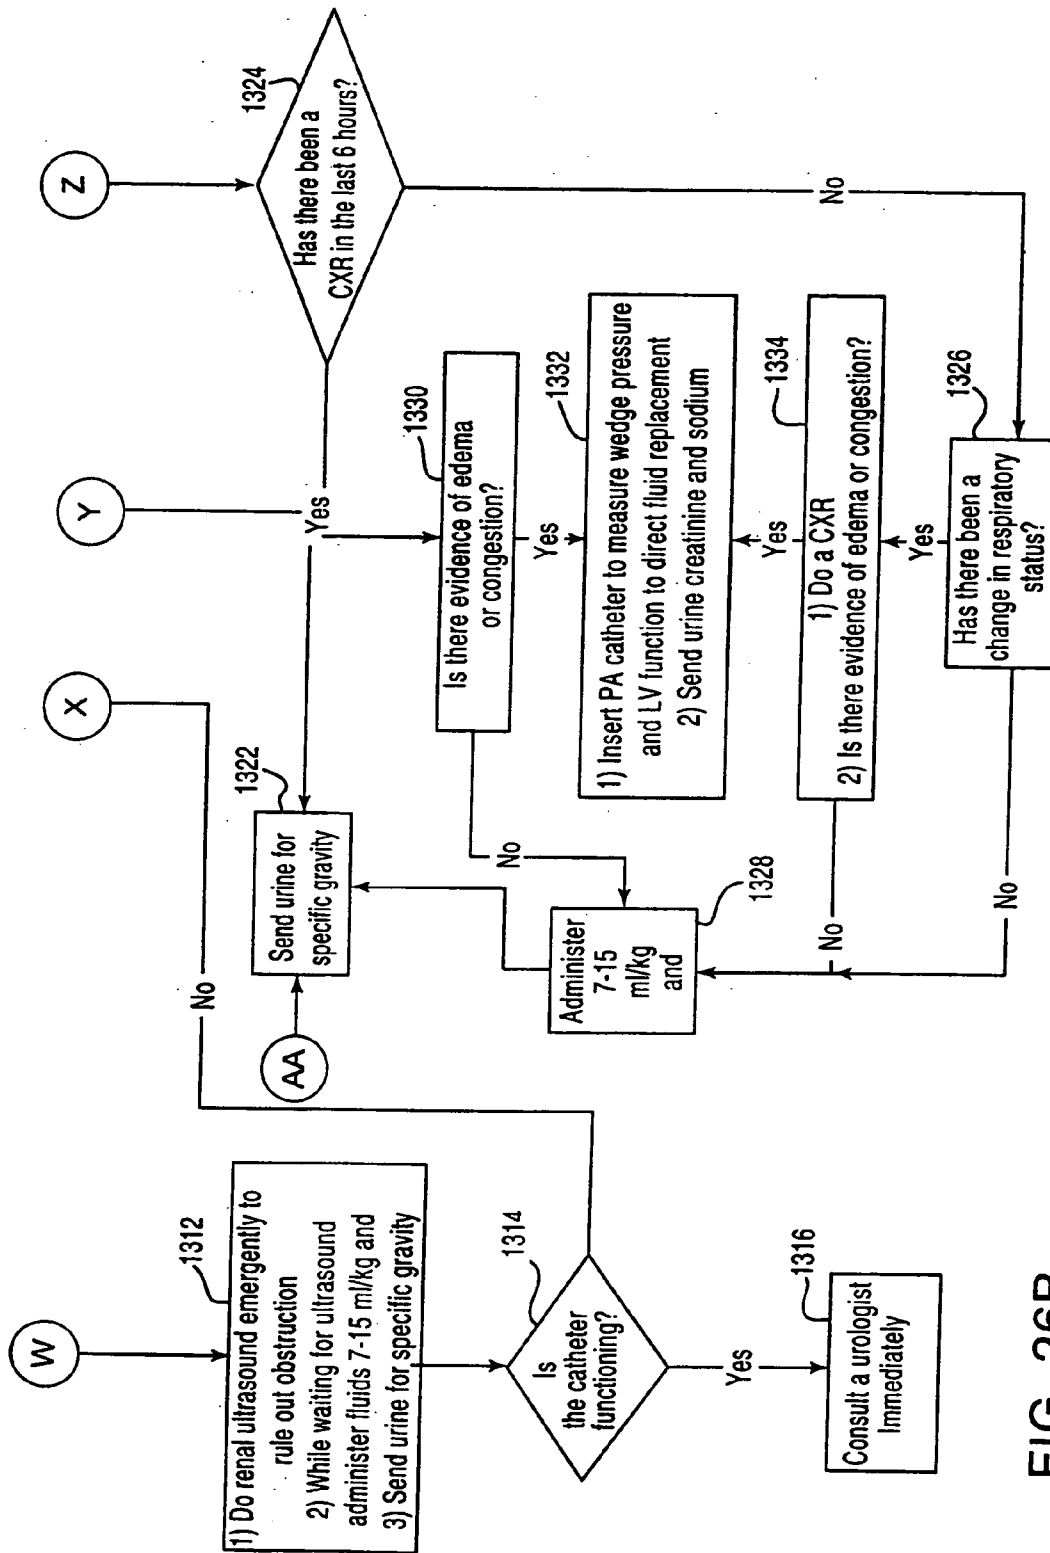 W
1312
1) Do renal ultrasound emergently to
rule out obstruction
2) While waiting for ultrasound
administer fluids 7-15 ml/kg and
3) Send urine for specific gravity
1314
Is
the catheter
functioning?
Yes
1316
Consult a urologist
Immediately
No
X
AA
1322
Send urine for
specific gravity
Y
Z
1324
Has there been a
CXR in the last 6 hours?
Yes
No
1330
Is there evidence of edema
or congestion?
Yes
No
1332
1) Insert PA catheter to measure wedge pressure
and LV function to direct fluid replacement
2) Send urine creatinine and sodium
1328
Administer
7-15
ml/kg
and
Yes
1334
1) Do a CXR
2) Is there evidence of edema or congestion?
No
Yes
1326
Has there been a
change in respiratory
status?
No
FIG. 26B